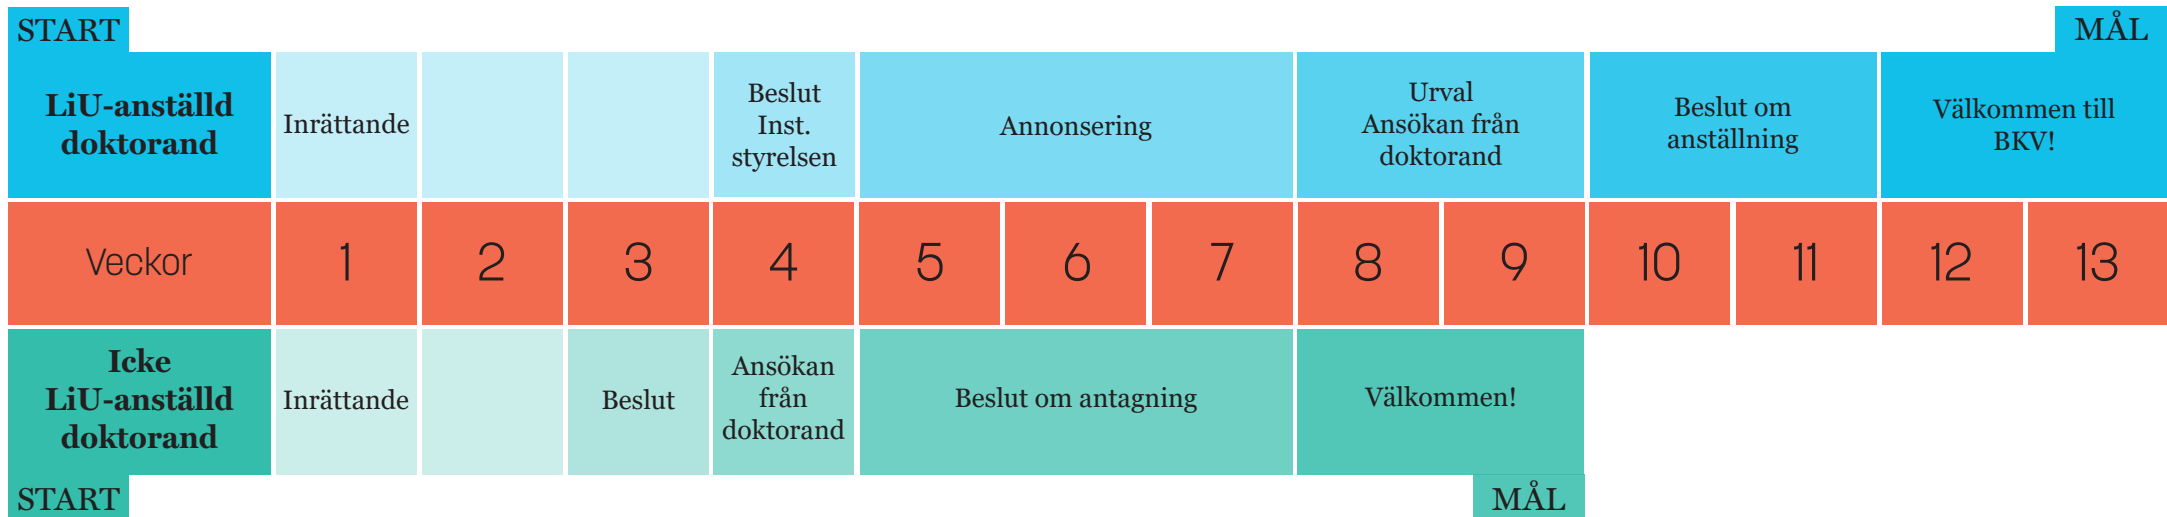 START
MÅL
LiU-anställd
doktorand
Inrättande
Beslut
Inst.
styrelsen
Annonsering
Urval
Ansökan från
doktorand
Beslut om
anställning
Välkommen till
BKV!
Veckor 1 2 3 4 5 6 7 8 9 10 11 12 13
Icke
LiU-anställd
doktorand
Inrättande
Beslut
Ansökan
från
doktorand
Beslut om antagning
Välkommen!
START
MÅL